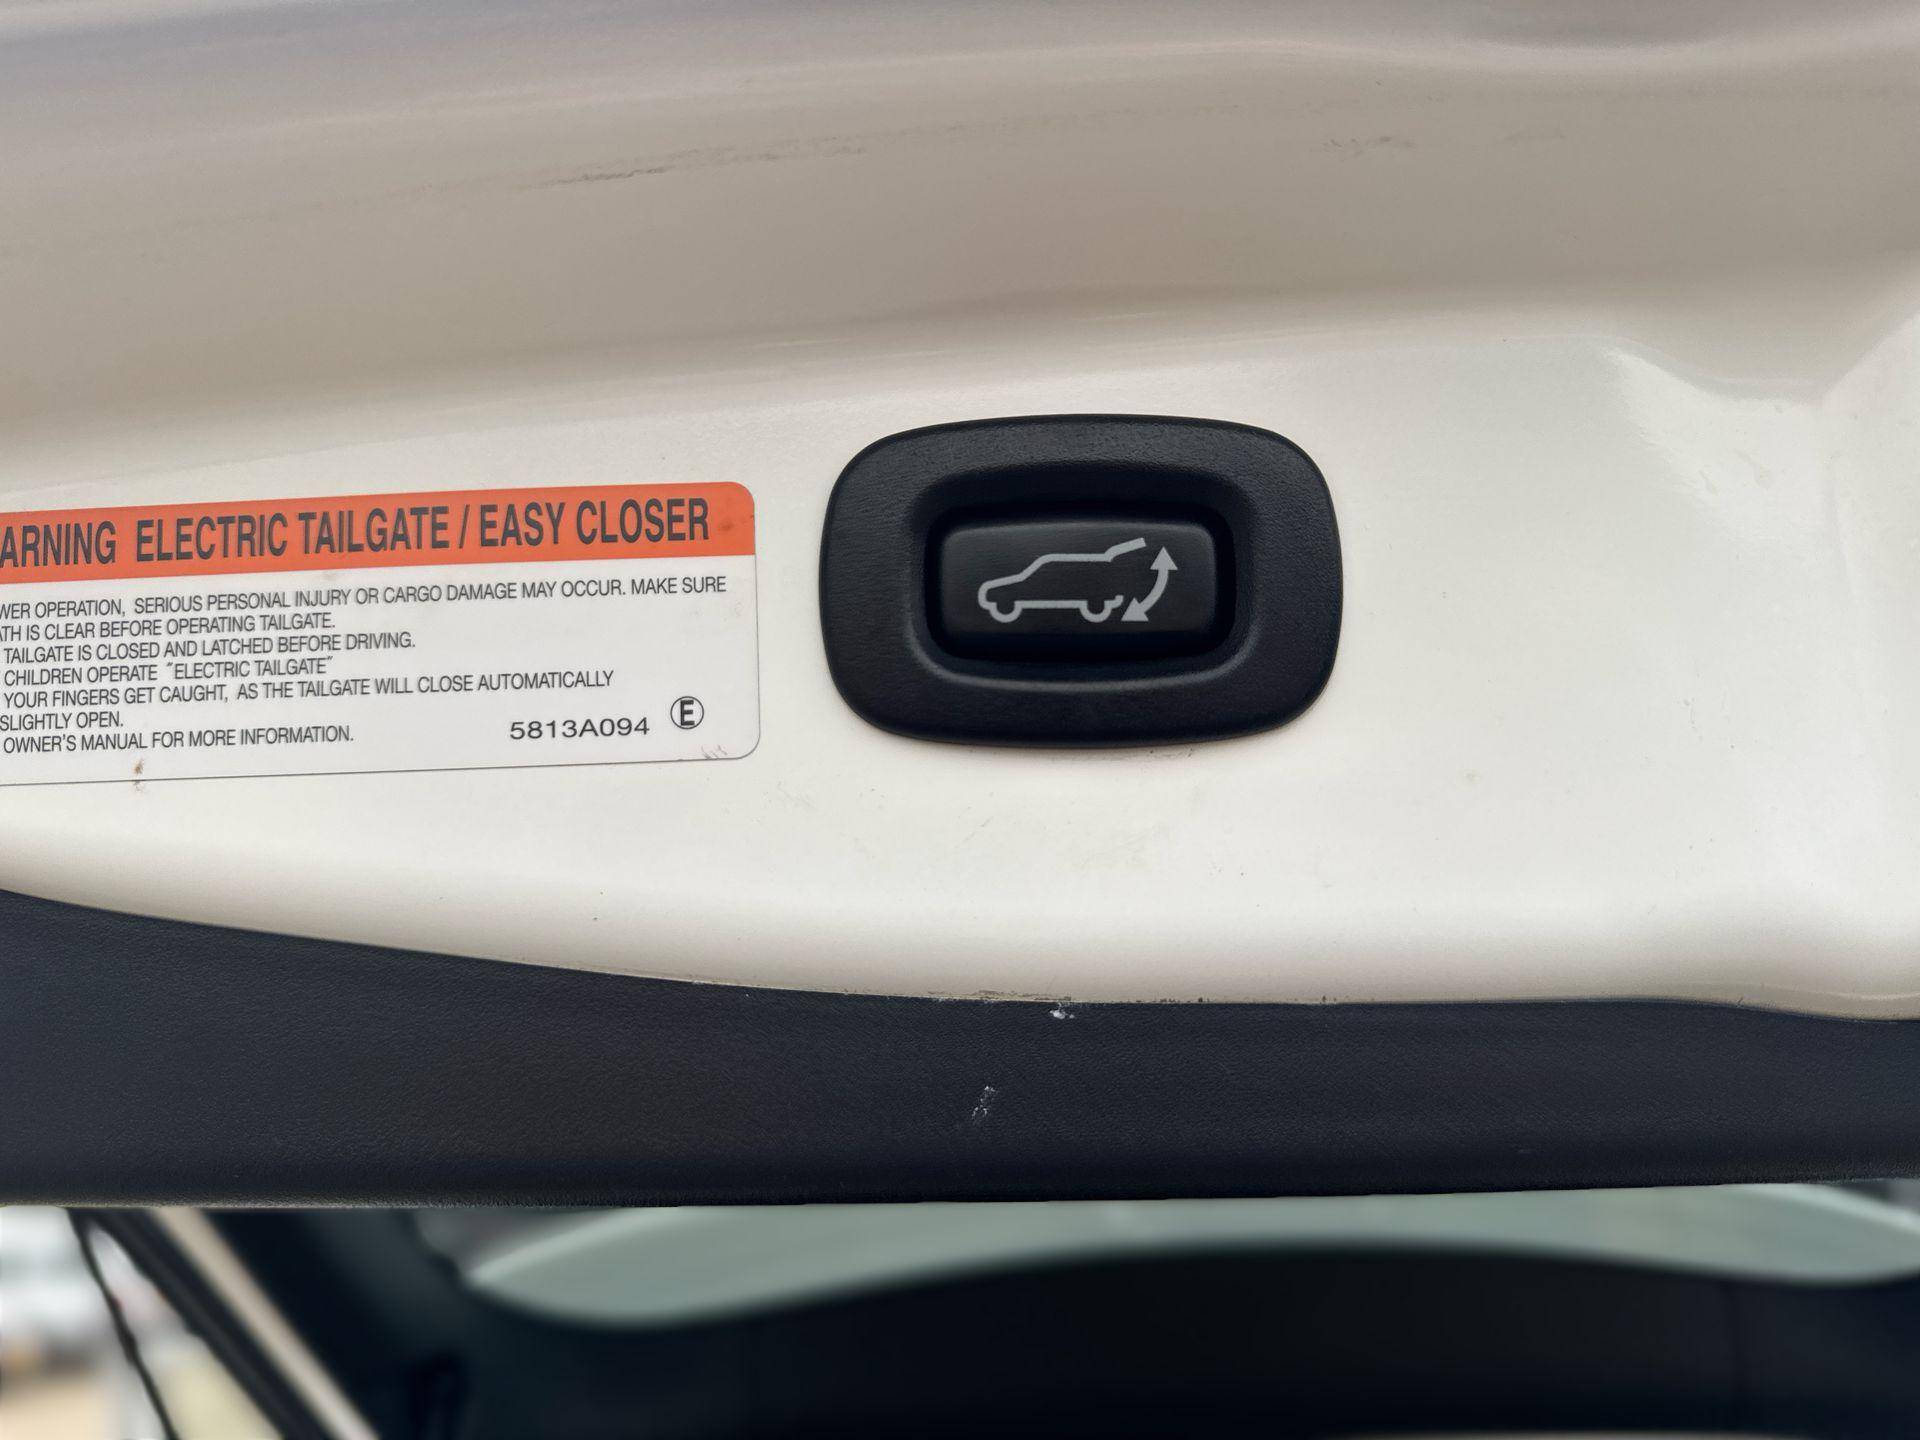 ARNING ELECTRIC TAILGATE / EASY CLOSER
WER OPERATION, SERIOUS PERSONAL INJURY OR CARGO DAMAGE MAY OCCUR. MAKE SURE
ATH IS CLEAR BEFORE OPERATING TAILGATE.
TAILGATE IS CLOSED AND LATCHED BEFORE DRIVING.
CHILDREN OPERATE ˝ELECTRIC TAILGATE˝
YOUR FINGERS GET CAUGHT, AS THE TAILGATE WILL CLOSE AUTOMATICALLY
SLIGHTLY OPEN.
OWNER'S MANUAL FOR MORE INFORMATION.
5813A094 Ⓔ